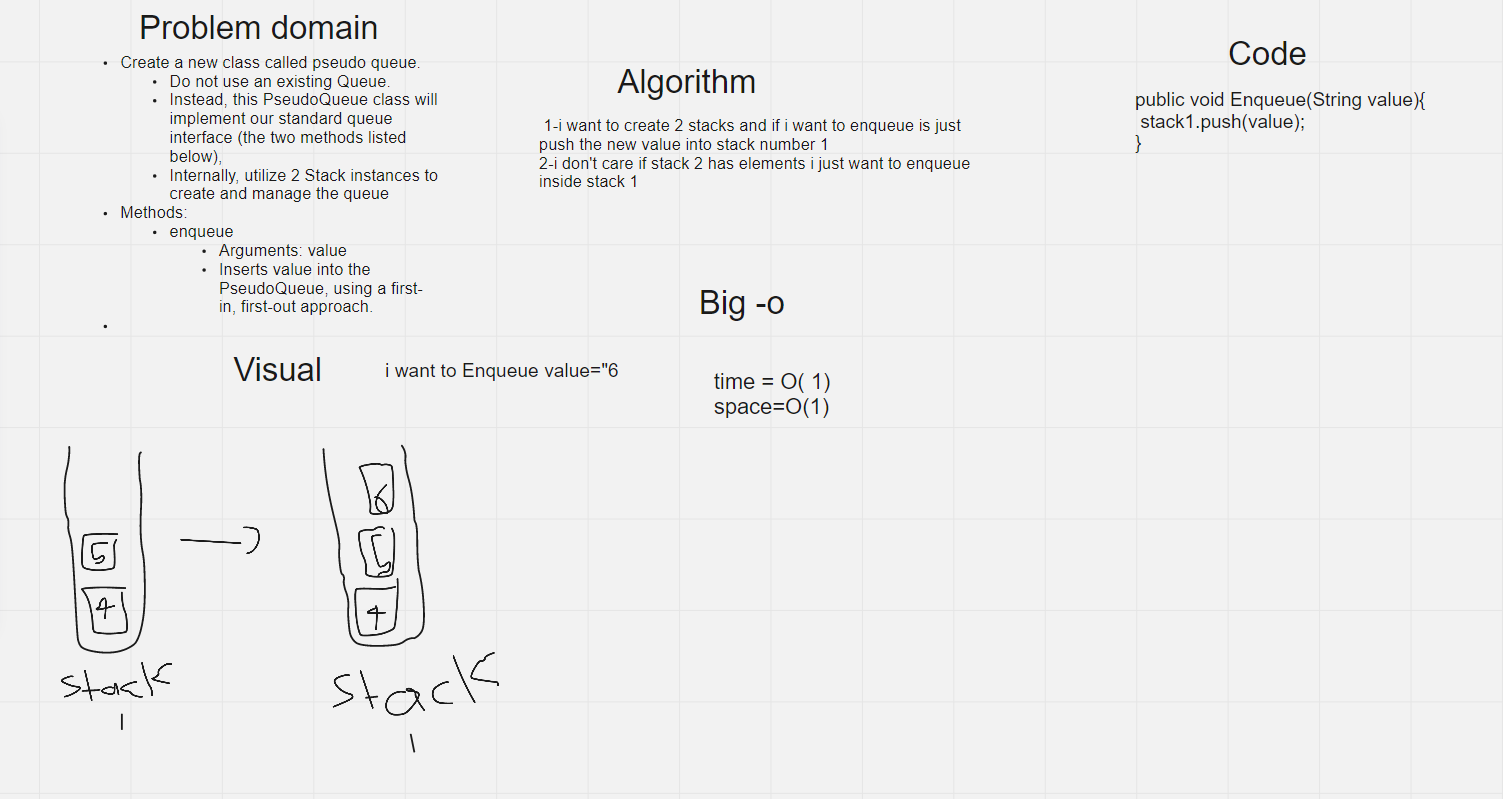 Problem domain
• Create a new class called pseudo queue.
• Do not use an existing Queue.
• Instead, this PseudoQueue class will
implement our standard queue
interface (the two methods listed
below),
• Internally, utilize 2 Stack instances to
create and manage the queue
• Methods:
• enqueue
• Arguments: value
• Inserts value into the
PseudoQueue, using a first-
in, first-out approach.
•
Algorithm
1-i want to create 2 stacks and if i want to enqueue is just
push the new value into stack number 1
2-i don't care if stack 2 has elements i just want to enqueue
inside stack 1
Code
public void Enqueue(String value){
stack1.push(value);
}
Big -o
time = O( 1)
space=O(1)
Visual
i want to Enqueue value="6
5
4
stack
1
6
5
4
stack
1